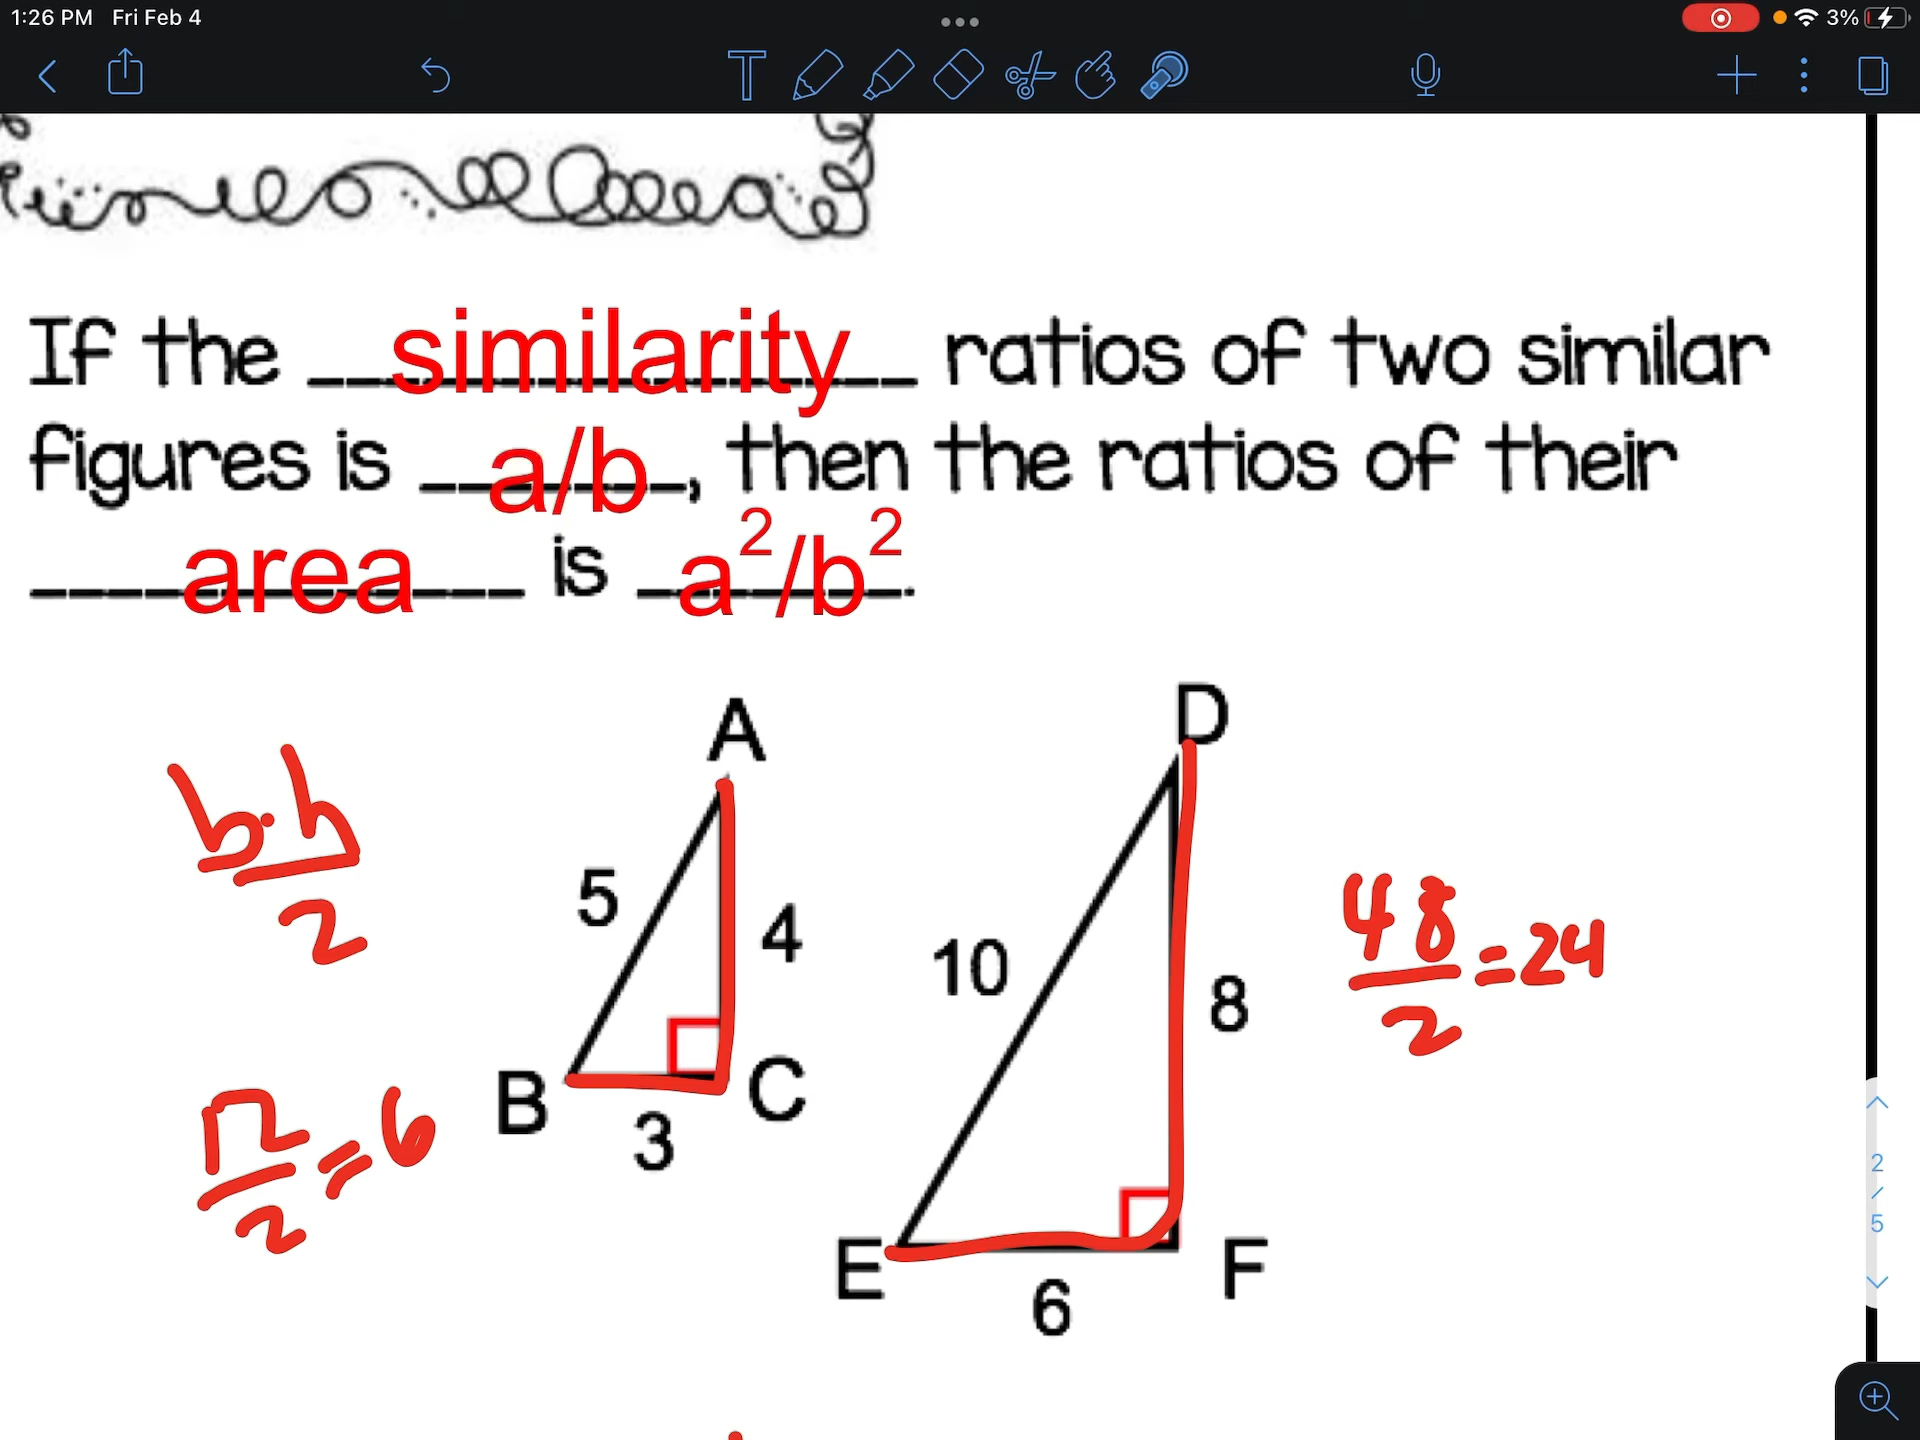 1:26 PM Fri Feb 4
3%
T
If the similarity ratios of two similar
figures is a/b, then the ratios of their
area is a²/b².
A
D
b·h
2
5
4
10
8
48
2
=24
B
C
3
12
2
=6
E
F
6
2
/
5